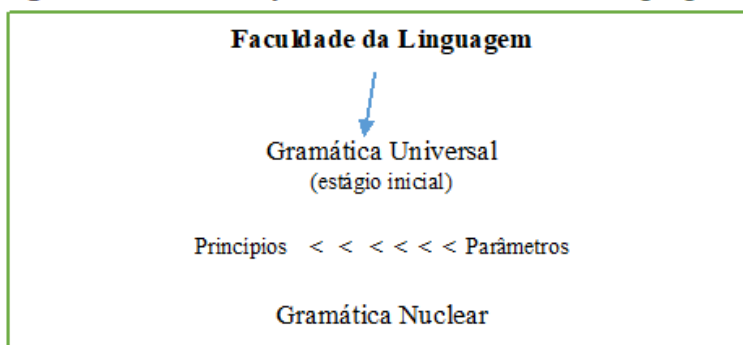 Faculdade da Linguagem
Gramática Universal
(estágio inicial)
Princípios < < < < < < Parâmetros
Gramática Nuclear